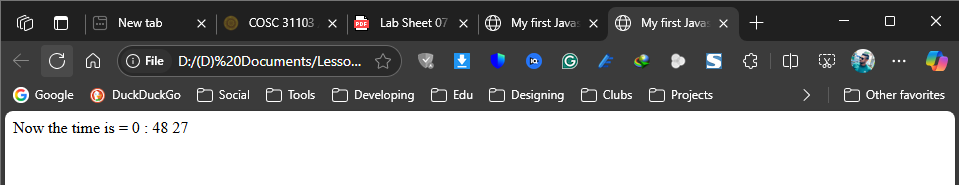 New tab COSC 31103 Lab Sheet 07 My first Javas My first Javas
File D:/(D)%20Documents/Lesso...
Google DuckDuckGo Social Tools Developing Edu Designing Clubs Projects Other favorites
Now the time is = 0 : 48 27